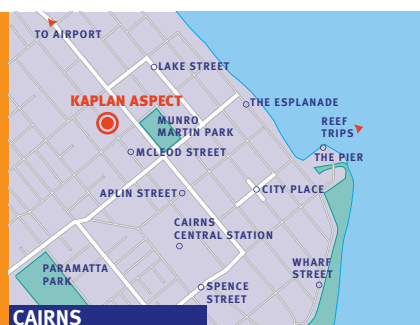 TO AIRPORT
LAKE STREET
KAPLAN ASPECT
THE ESPLANADE
MUNRO
MARTIN PARK
REEF
TRIPS
MCLEOD STREET
THE PIER
APLIN STREET
CITY PLACE
CAIRNS
CENTRAL STATION
PARAMATTA
PARK
WHARF
STREET
SPENCE
STREET
CAIRNS